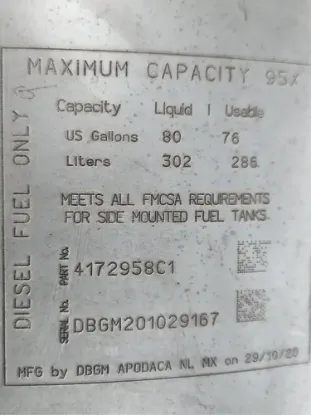 MAXIMUM CAPACITY 95%
Capacity Liquid | Usable
US Gallons 80 76
Liters 302 286
MEETS ALL FMCSA REQUIREMENTS
FOR SIDE MOUNTED FUEL TANKS.
PART No. 4172958C1
SERIAL No. DBGM201029167
MFG by DBGM APODACA NL MX on 29/10/20
DIESEL FUEL ONLY